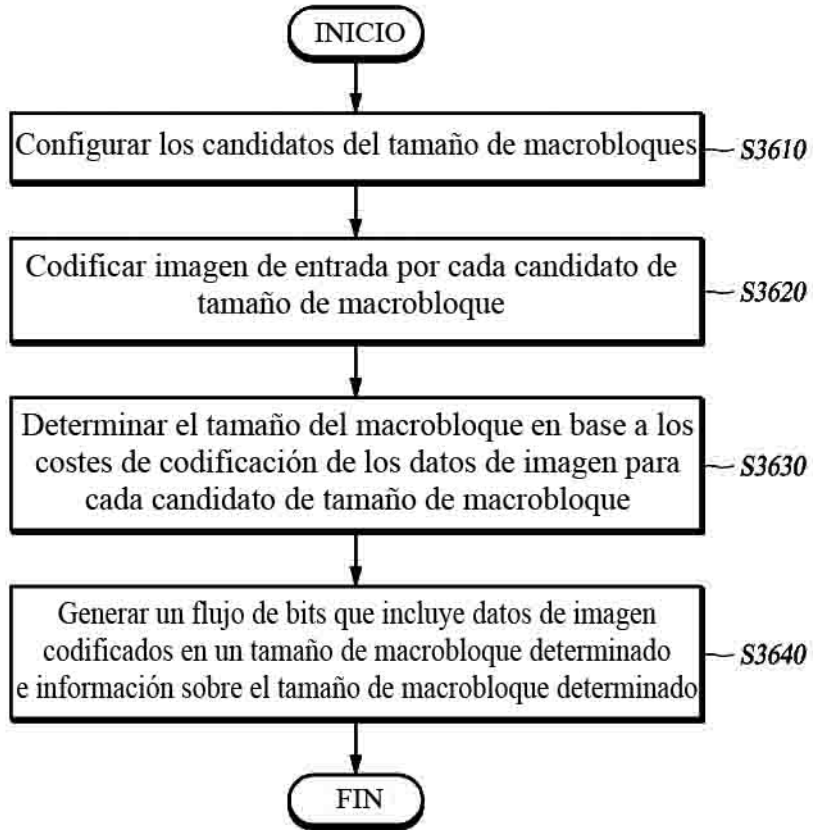 INICIO
Configurar los candidatos del tamaño de macrobloques
S3610
Codificar imagen de entrada por cada candidato de
tamaño de macrobloque
S3620
Determinar el tamaño del macrobloque en base a los
costes de codificación de los datos de imagen para
cada candidato de tamaño de macrobloque
S3630
Generar un flujo de bits que incluye datos de imagen
codificados en un tamaño de macrobloque determinado
e información sobre el tamaño de macrobloque determinado
S3640
FIN